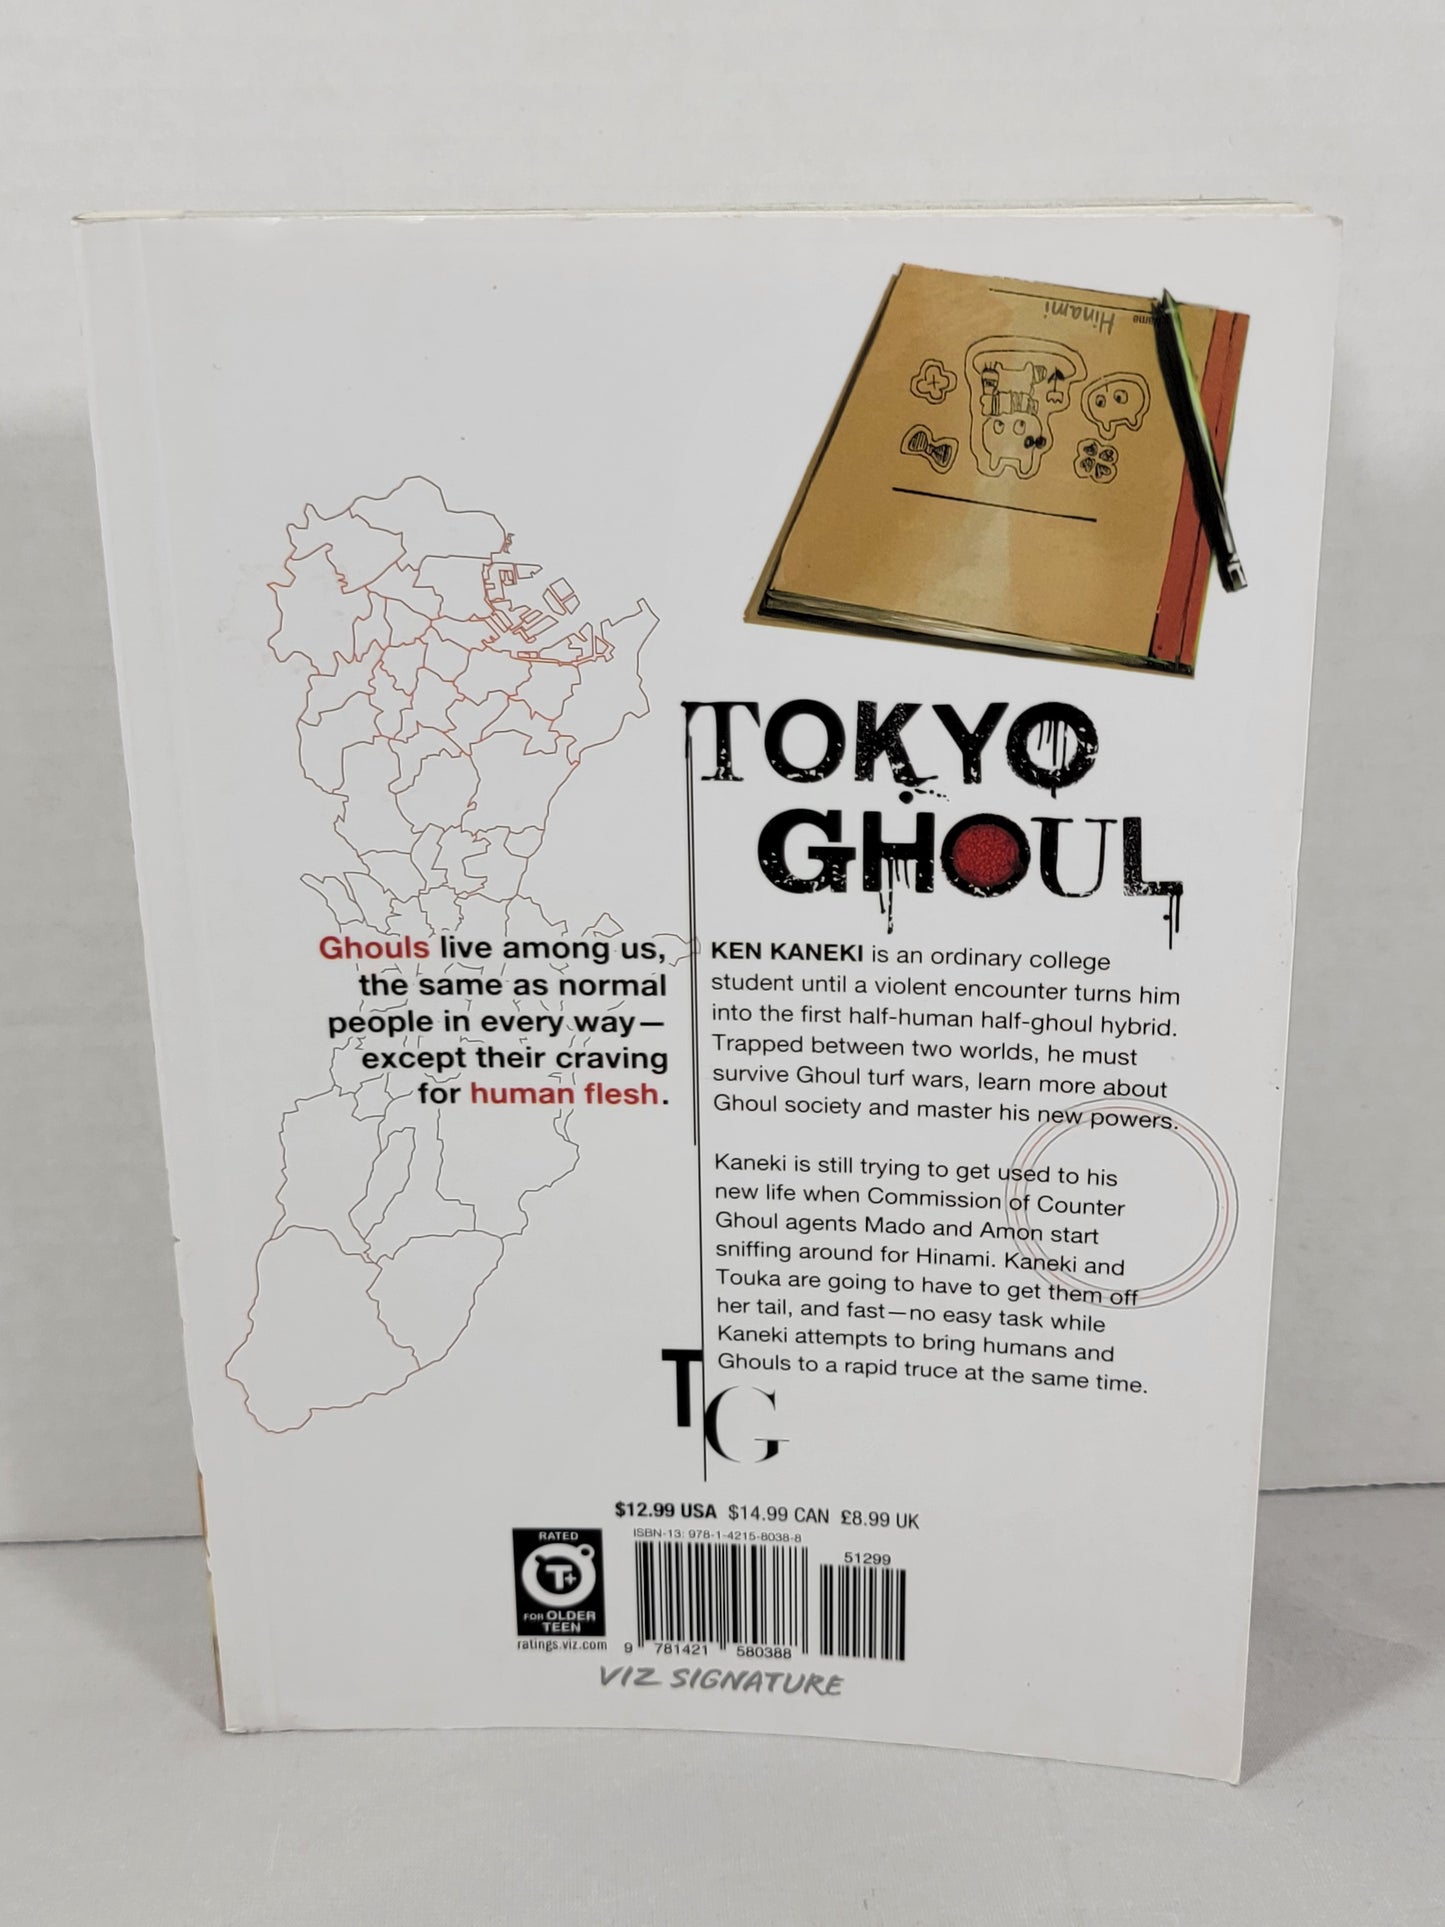 Name Hinami
TOKYO
GHOUL
Ghouls live among us,
the same as normal
people in every way—
except their craving
for human flesh.
KEN KANEKI is an ordinary college
student until a violent encounter turns him
into the first half-human half-ghoul hybrid.
Trapped between two worlds, he must
survive Ghoul turf wars, learn more about
Ghoul society and master his new powers.
Kaneki is still trying to get used to his
new life when Commission of Counter
Ghoul agents Mado and Amon start
sniffing around for Hinami. Kaneki and
Touka are going to have to get them off
her tail, and fast—no easy task while
Kaneki attempts to bring humans and
Ghouls to a rapid truce at the same time.
TG
$12.99 USA $14.99 CAN £8.99 UK
ISBN-13: 978-1-4215-8038-8
51299
RATED
T+
FOR OLDER
TEEN
ratings.viz.com
9 781421 580388
VIZ SIGNATURE